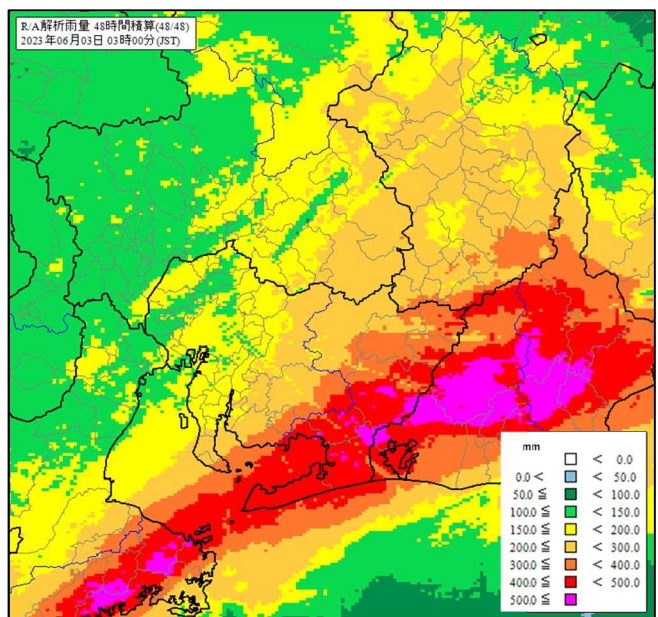 R/A解析雨量 48時間積算(48/48)
2023年06月03日 03時00分(JST)
mm
< 0.0
0.0 < < 50.0
50.0 ≦ < 100.0
100.0 ≦ < 150.0
150.0 ≦ < 200.0
200.0 ≦ < 300.0
300.0 ≦ < 400.0
400.0 ≦ < 500.0
500.0 ≦